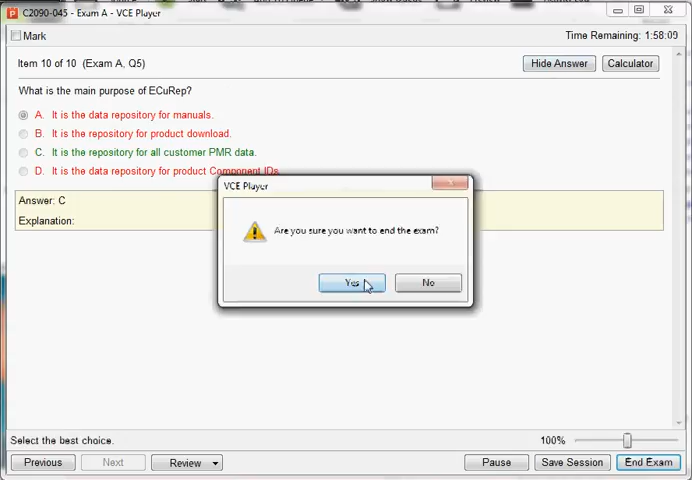 C2090-045 - Exam A - VCE Player
Mark
Time Remaining: 1:58:09
Item 10 of 10 (Exam A, Q5)
Hide Answer
Calculator
What is the main purpose of ECuRep?
A. It is the data repository for manuals.
B. It is the repository for product download.
C. It is the repository for all customer PMR data.
D. It is the data repository for product Component IDs.
Answer: C
Explanation:
VCE Player
Are you sure you want to end the exam?
Yes
No
Select the best choice.
100%
Previous
Next
Review
Pause
Save Session
End Exam